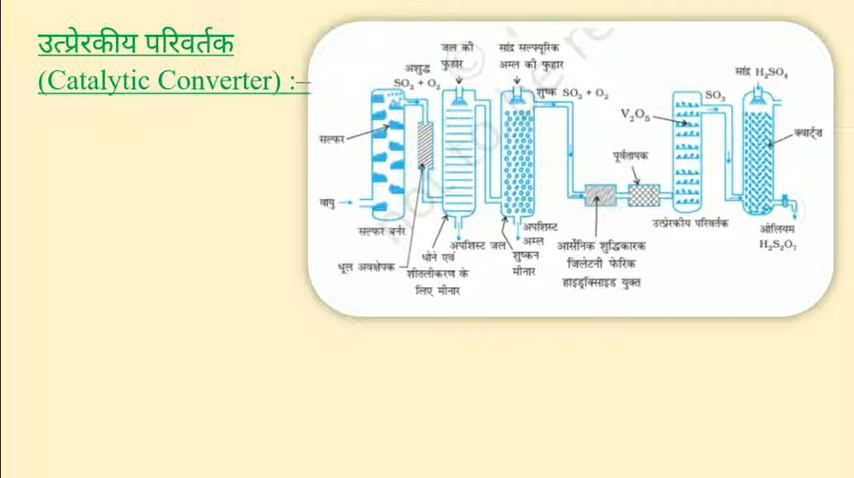 उत्प्रेरकीय परिवर्तक
(Catalytic Converter) :–
जल की
फुहार
सांद्र सल्फ्यूरिक
अम्ल की फुहार
अशुद्ध
SO₂ + O₂
शुष्क SO₂ + O₂
सांद्र H₂SO₄
SO₃
V₂O₅
सल्फर
क्वार्ट्ज़
पूर्वतापक
वायु
सल्फर बर्नर
अपशिस्ट जल
अपशिस्ट
अम्ल
उत्प्रेरकीय परिवर्तक
ओलियम
H₂S₂O₇
धूल अवक्षेपक
धोने एवं
शीतलीकरण के
लिए मीनार
शुष्कन
मीनार
आर्सेनिक शुद्धिकारक
जिलेटनी फेरिक
हाइड्रॉक्साइड युक्त